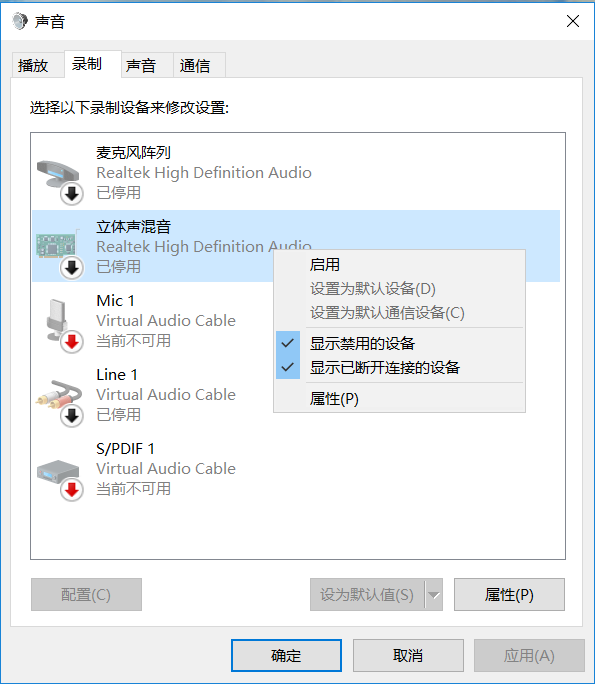 声音
播放 录制 声音 通信
选择以下录制设备来修改设置:
麦克风阵列
Realtek High Definition Audio
已停用
立体声混音
Realtek High Definition Audio
已停用
启用
设置为默认设备(D)
设置为默认通信设备(C)
显示禁用的设备
显示已断开连接的设备
属性(P)
Mic 1
Virtual Audio Cable
当前不可用
Line 1
Virtual Audio Cable
已停用
S/PDIF 1
Virtual Audio Cable
当前不可用
配置(C) 设为默认值(S) 属性(P)
确定 取消 应用(A)